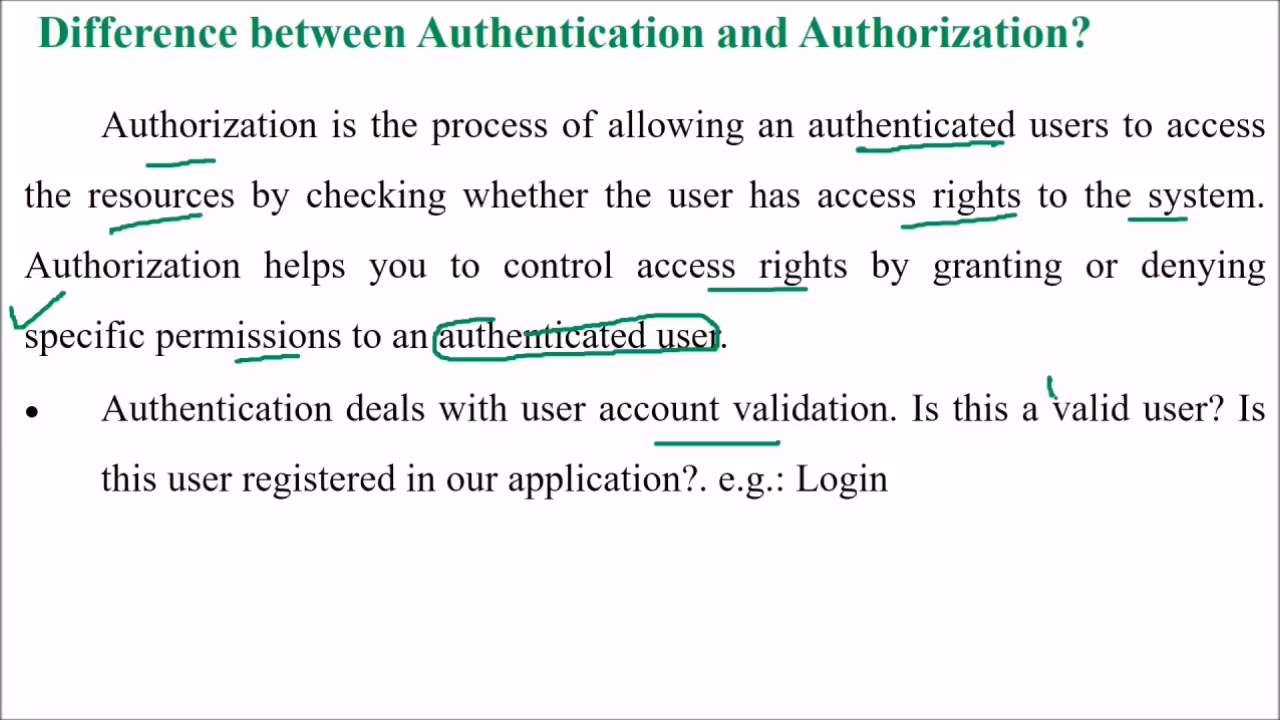 Difference between Authentication and Authorization?
Authorization is the process of allowing an authenticated users to access
the resources by checking whether the user has access rights to the system.
Authorization helps you to control access rights by granting or denying
specific permissions to an authenticated user.
• Authentication deals with user account validation. Is this a valid user? Is
this user registered in our application?. e.g.: Login